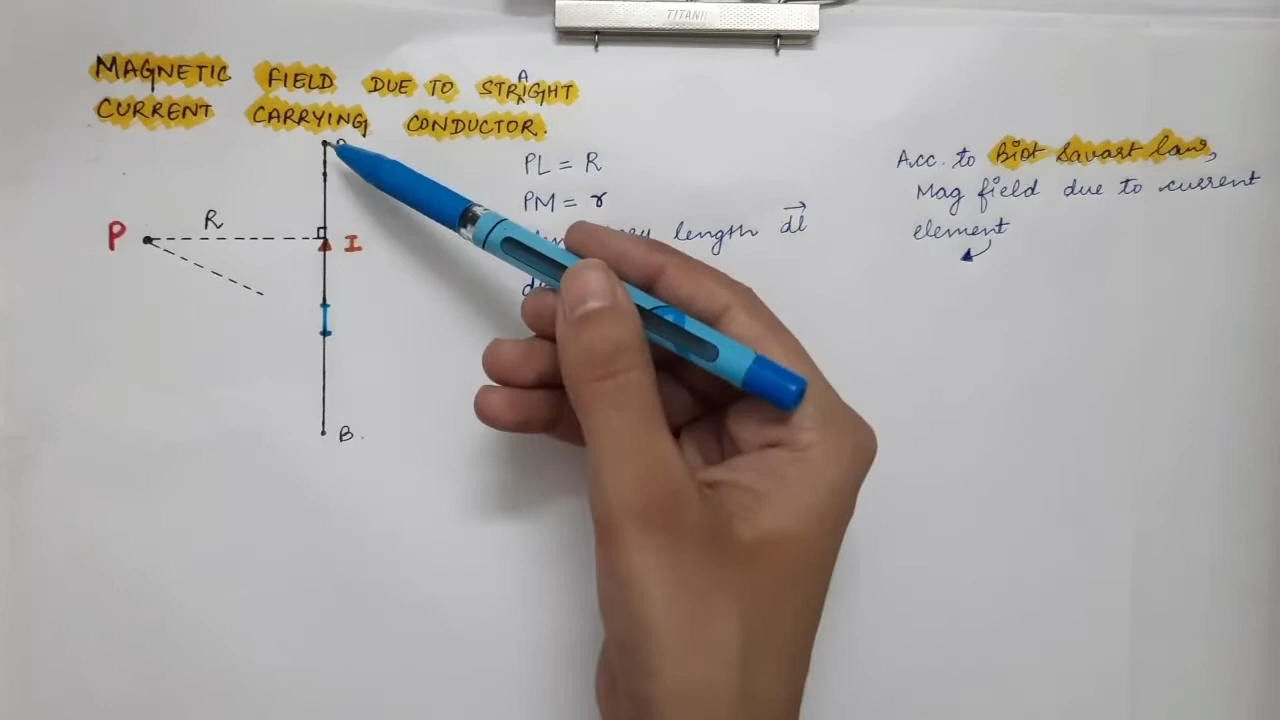 TITANIC
MAGNETIC FIELD DUE TO STRAIGHT
CURRENT CARRYING CONDUCTOR.
P
R
I
B.
PL = R
PM = r
length dl
Acc. to Biot Savart law,
Mag field due to current
element